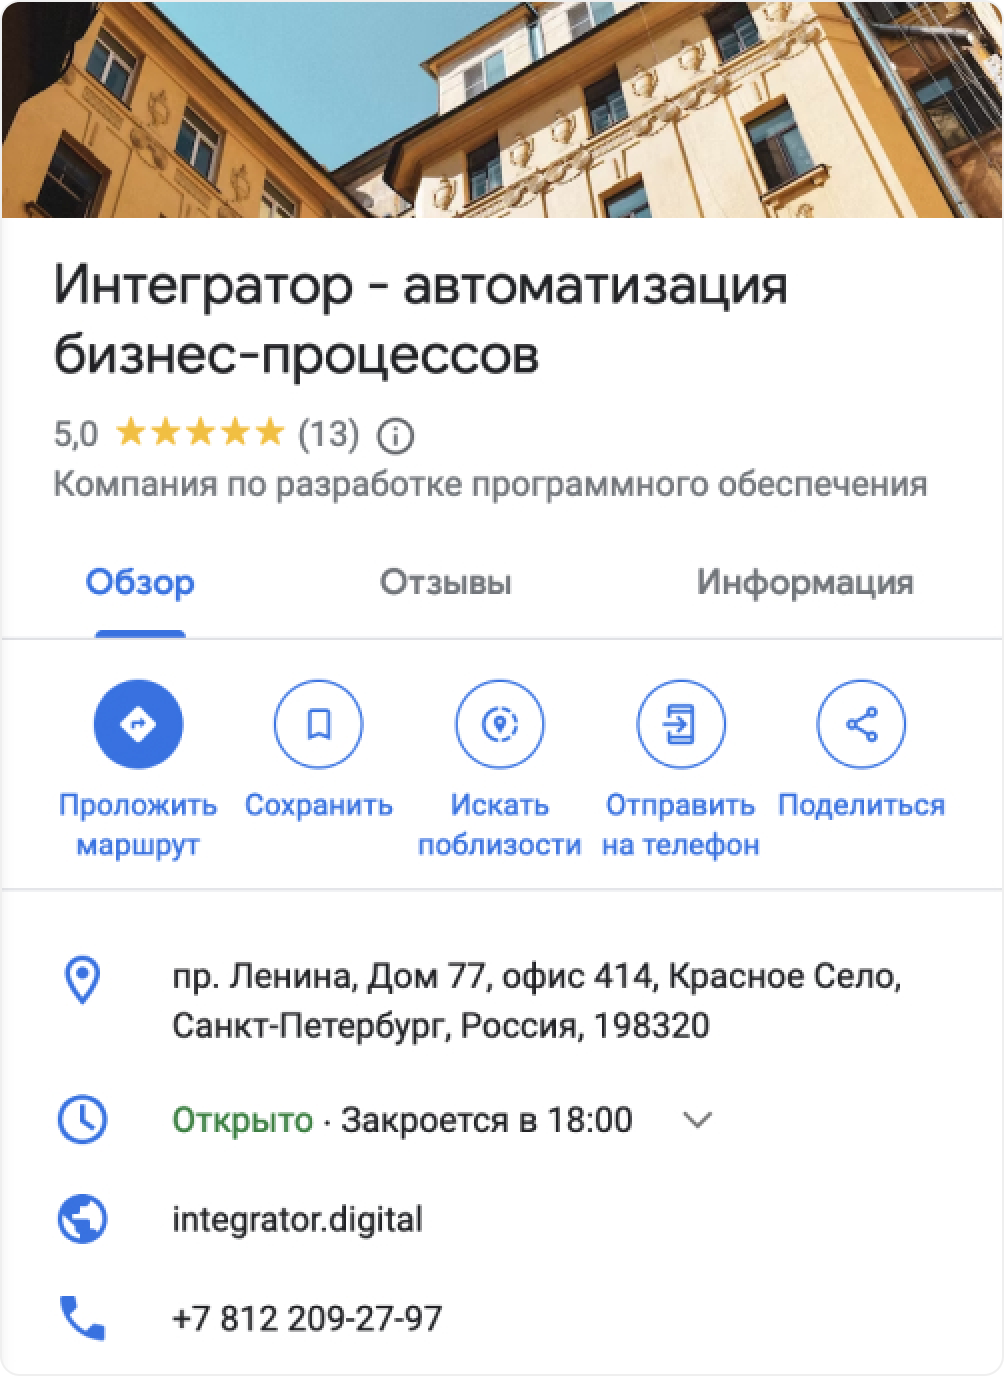 Интегратор - автоматизация
бизнес-процессов
5,0 ★★★★★ (13)
Компания по разработке программного обеспечения
Обзор Отзывы Информация
Проложить маршрут
Сохранить
Искать поблизости
Отправить на телефон
Поделиться
пр. Ленина, Дом 77, офис 414, Красное Село,
Санкт-Петербург, Россия, 198320
Открыто · Закроется в 18:00
integrator.digital
+7 812 209-27-97